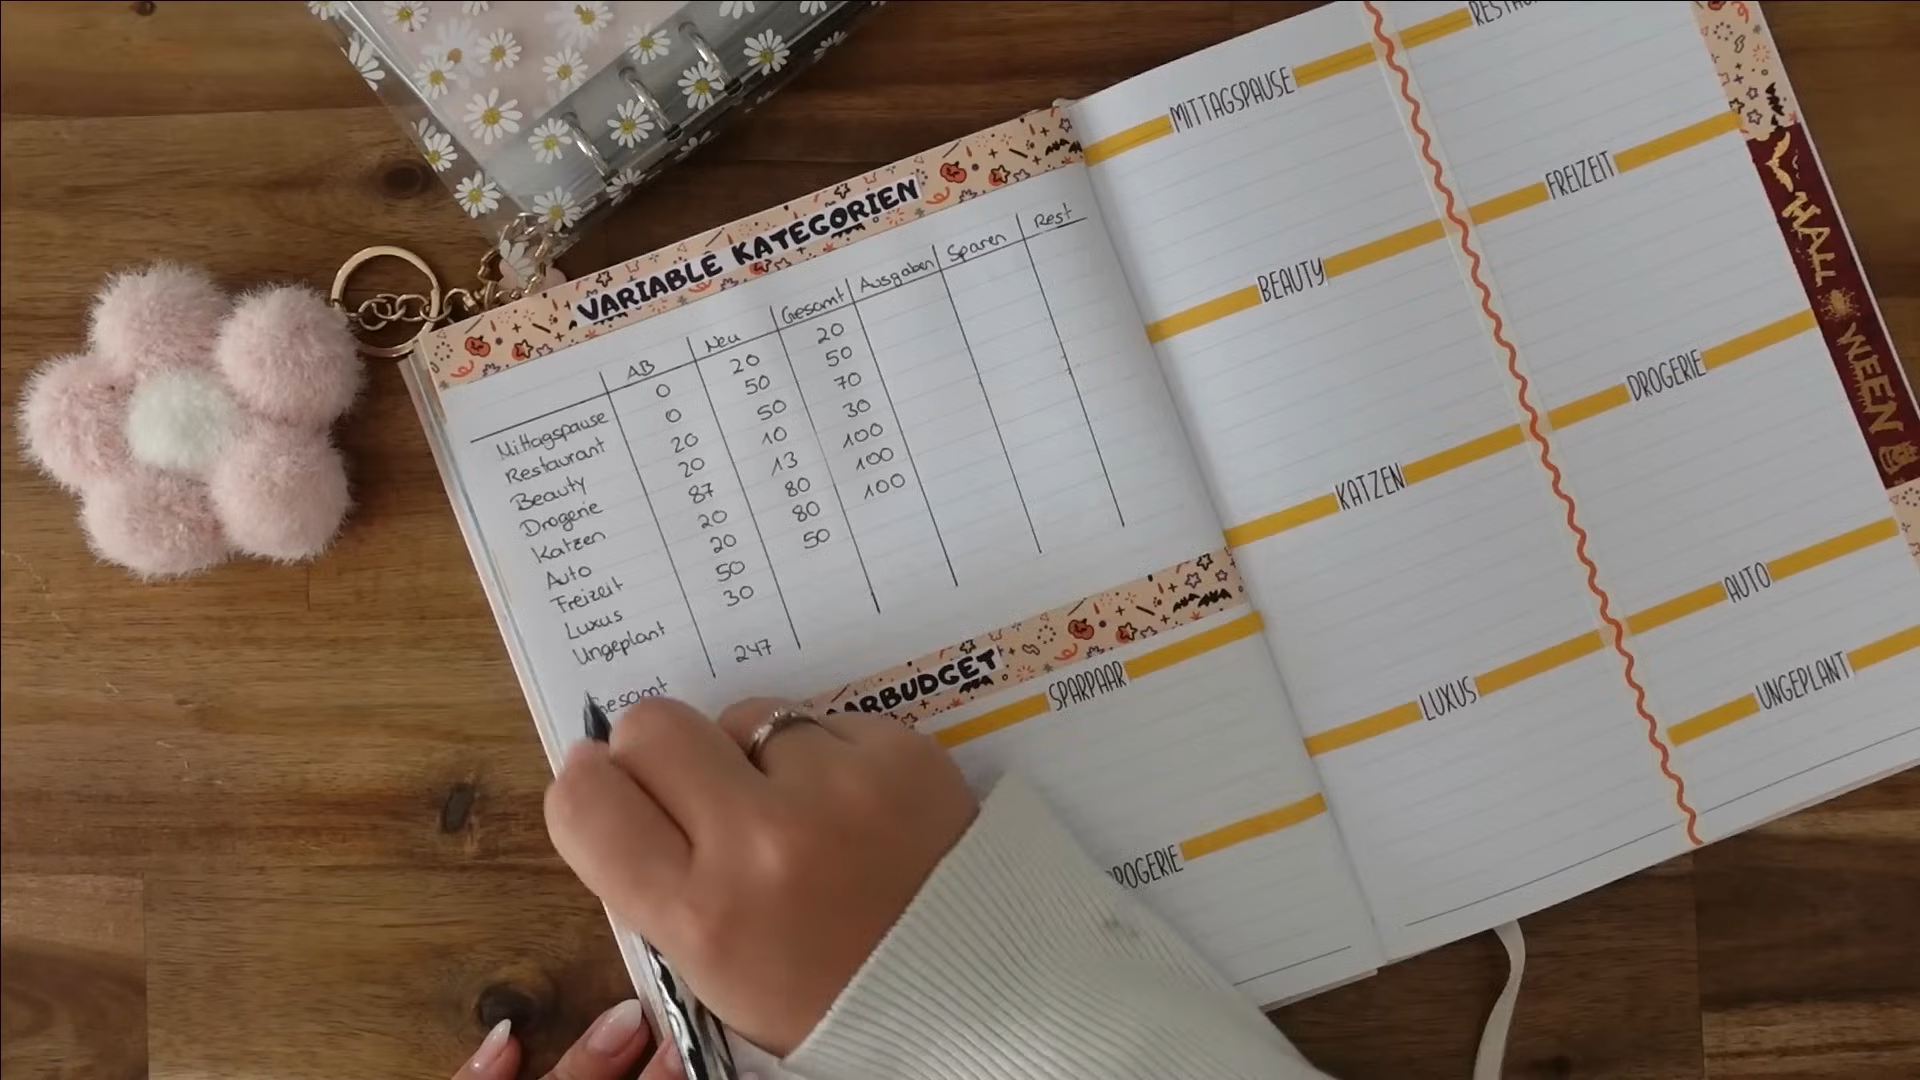 VARIABLE KATEGORIEN
AB Neu Gesamt Ausgaben Sparen Rest
Mittagspause 0 20 20
Restaurant 0 50 50
Beauty 20 50 70
Drogerie 20 10 30
Katzen 87 13 100
Auto 20 80 100
Freizeit 20 80 100
Luxus 50 50
Ungeplant 30
Gesamt 247
SPARPAAR
MITTAGSPAUSE
BEAUTY
FREIZEIT
KATZEN
DROGERIE
LUXUS
AUTO
UNGEPLANT
HALLOWEEN